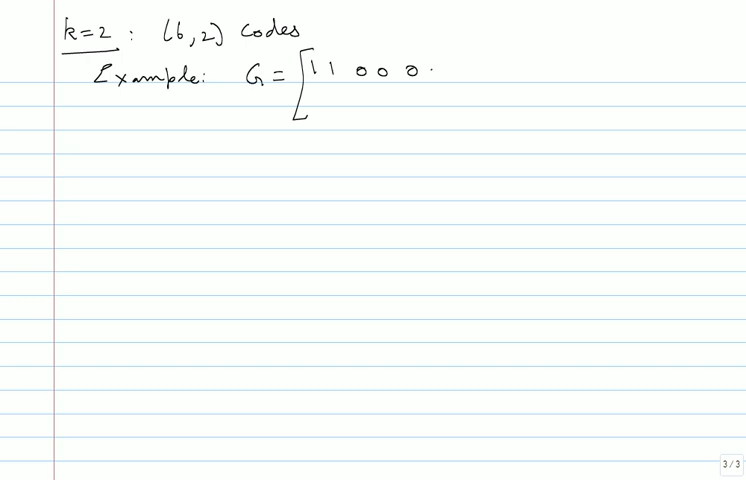 k=2 : (6,2) codes
Example: G = [ 1 1 0 0 0
3/3